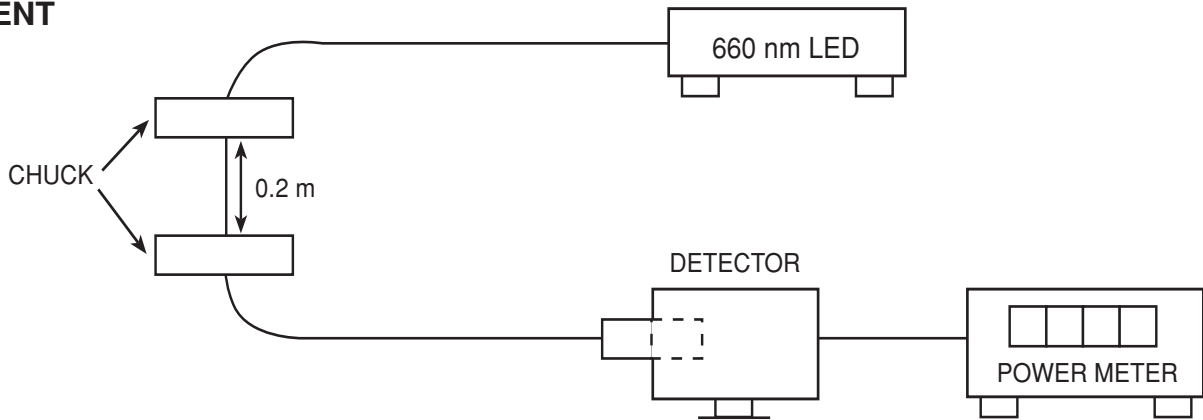 ENT
660 nm LED
CHUCK
0.2 m
DETECTOR
POWER METER